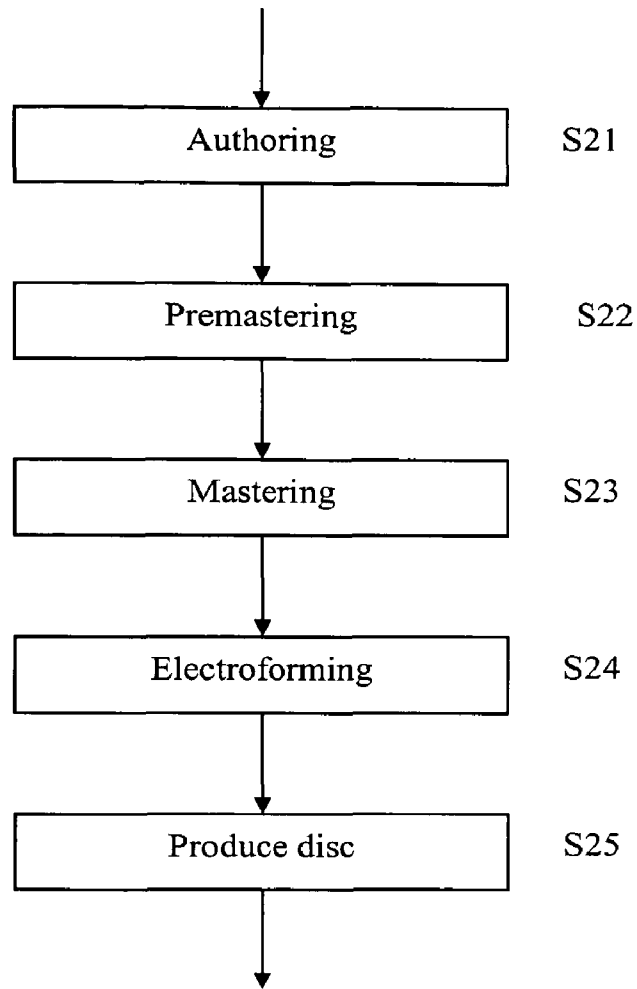 Authoring S21
Premastering S22
Mastering S23
Electroforming S24
Produce disc S25